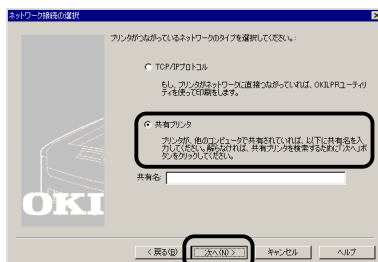 ネットワーク接続の選択
プリンタがつながっているネットワークのタイプを選択してください。:
TCP/IPプロトコル
もし、プリンタがネットワークに直接つながっていれば、OKILPRユーティリ
ティを使って印刷をします。
共有プリンタ
プリンタが、他のコンピュータで共有されていれば、以下に共有名を入
力してください。解らなければ、共有プリンタを検索するために「次へ」ボ
タンをクリックしてください。
共有名:
OKI
< 戻る(B) 次へ(N) > キャンセル ヘルプ